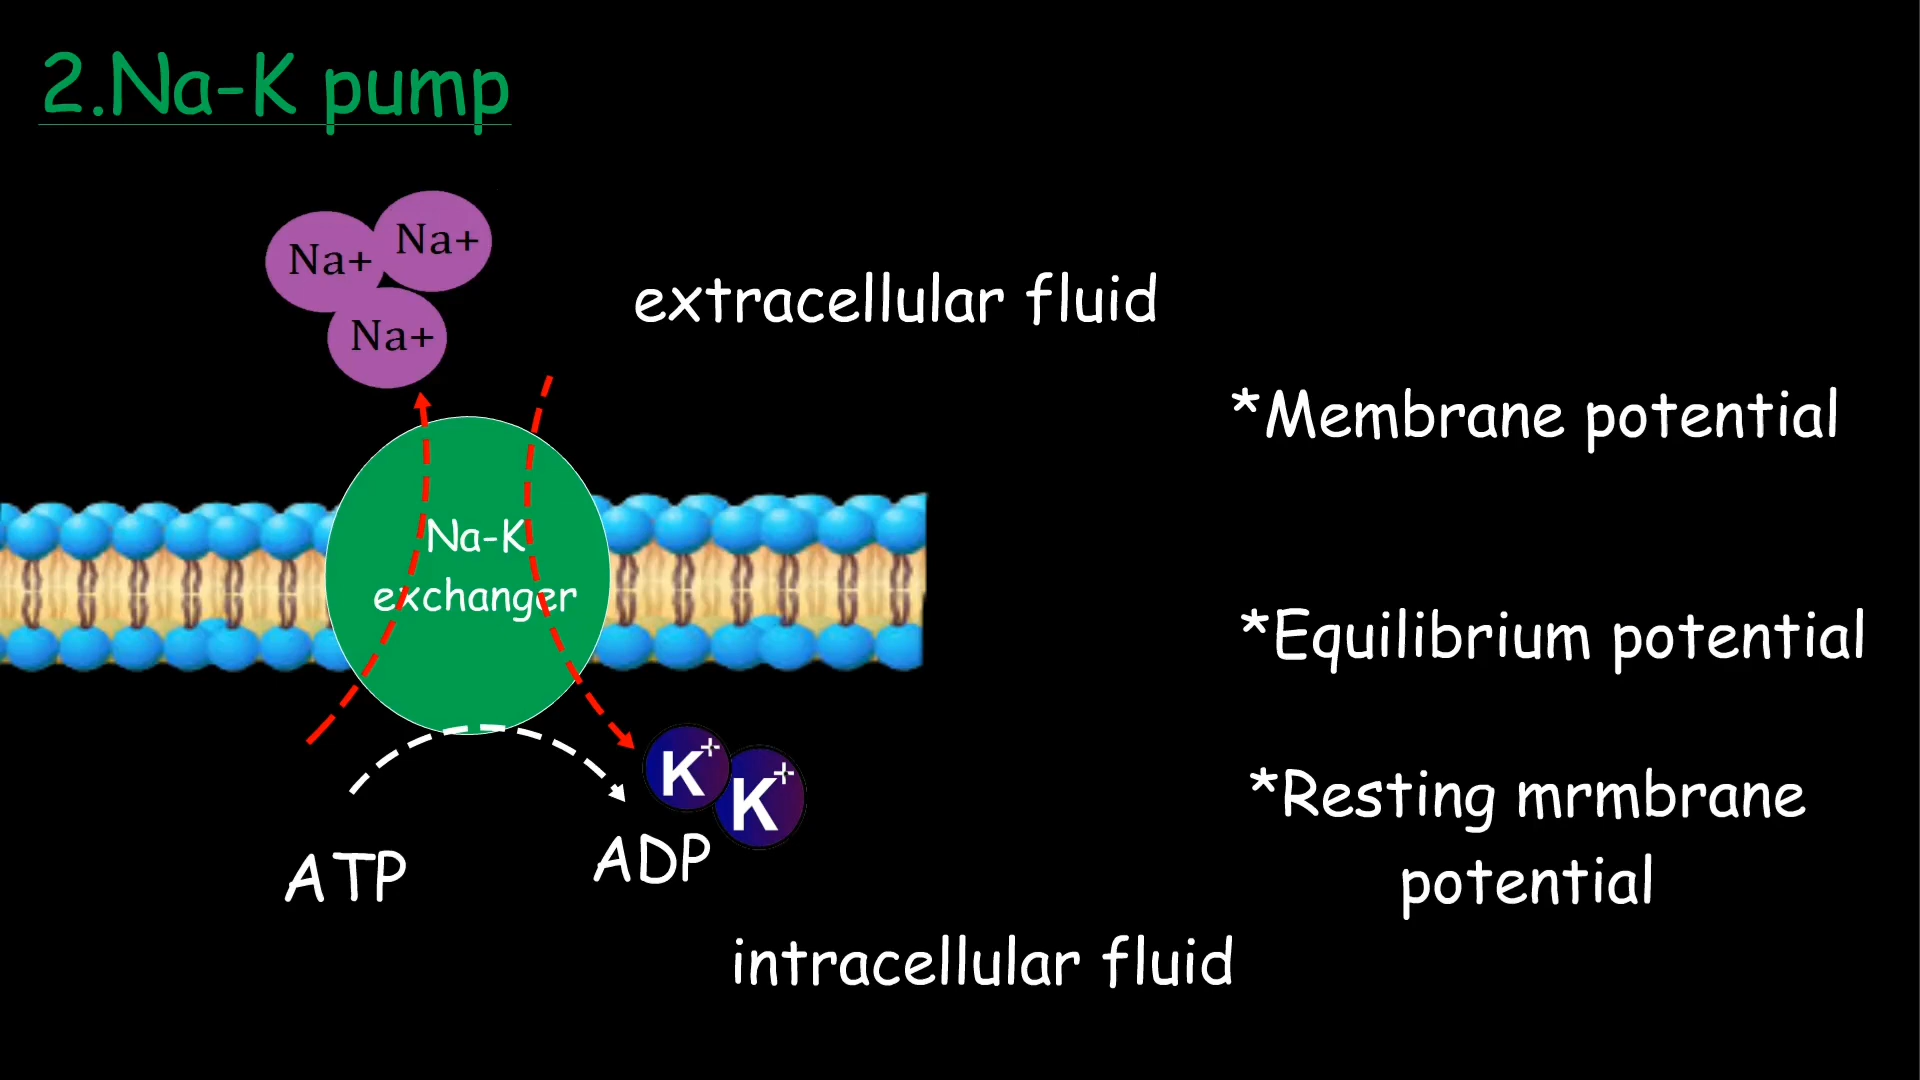 2.Na-K pump
Na+
Na+
Na+
extracellular fluid
*Membrane potential
Na-K
exchanger
*Equilibrium potential
K+
K+
*Resting mrmbrane
potential
ATP
ADP
intracellular fluid